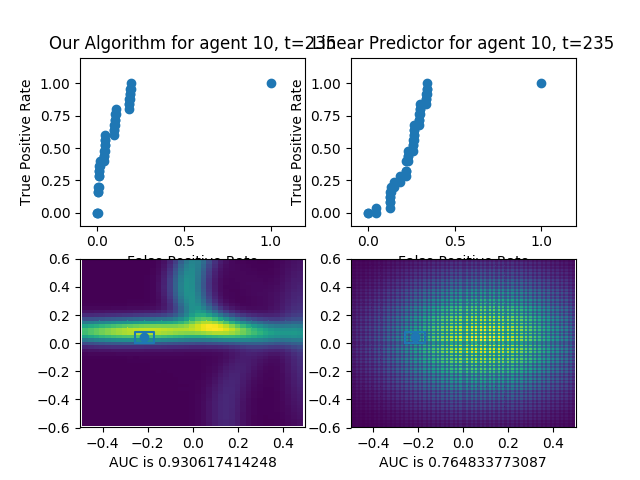 Our Algorithm for agent 10, t=235
Linear Predictor for agent 10, t=235
True Positive Rate
1.00
0.75
0.50
0.25
0.00
0.0 0.5 1.0
False Positive Rate
True Positive Rate
1.00
0.75
0.50
0.25
0.00
0.0 0.5 1.0
False Positive Rate
0.6
0.4
0.2
0.0
−0.2
−0.4
−0.6
−0.4 −0.2 0.0 0.2 0.4
AUC is 0.930617414248
0.6
0.4
0.2
0.0
−0.2
−0.4
−0.6
−0.4 −0.2 0.0 0.2 0.4
AUC is 0.764833773087